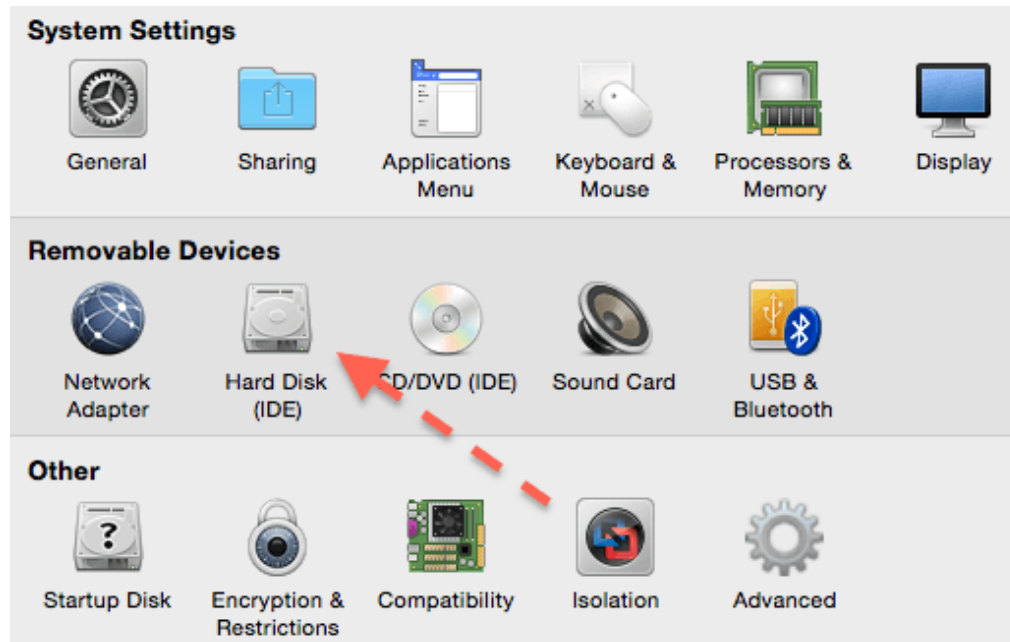 System Settings
General Sharing Applications Menu Keyboard & Mouse Processors & Memory Display
Removable Devices
Network Adapter Hard Disk (IDE) CD/DVD (IDE) Sound Card USB & Bluetooth
Other
Startup Disk Encryption & Restrictions Compatibility Isolation Advanced